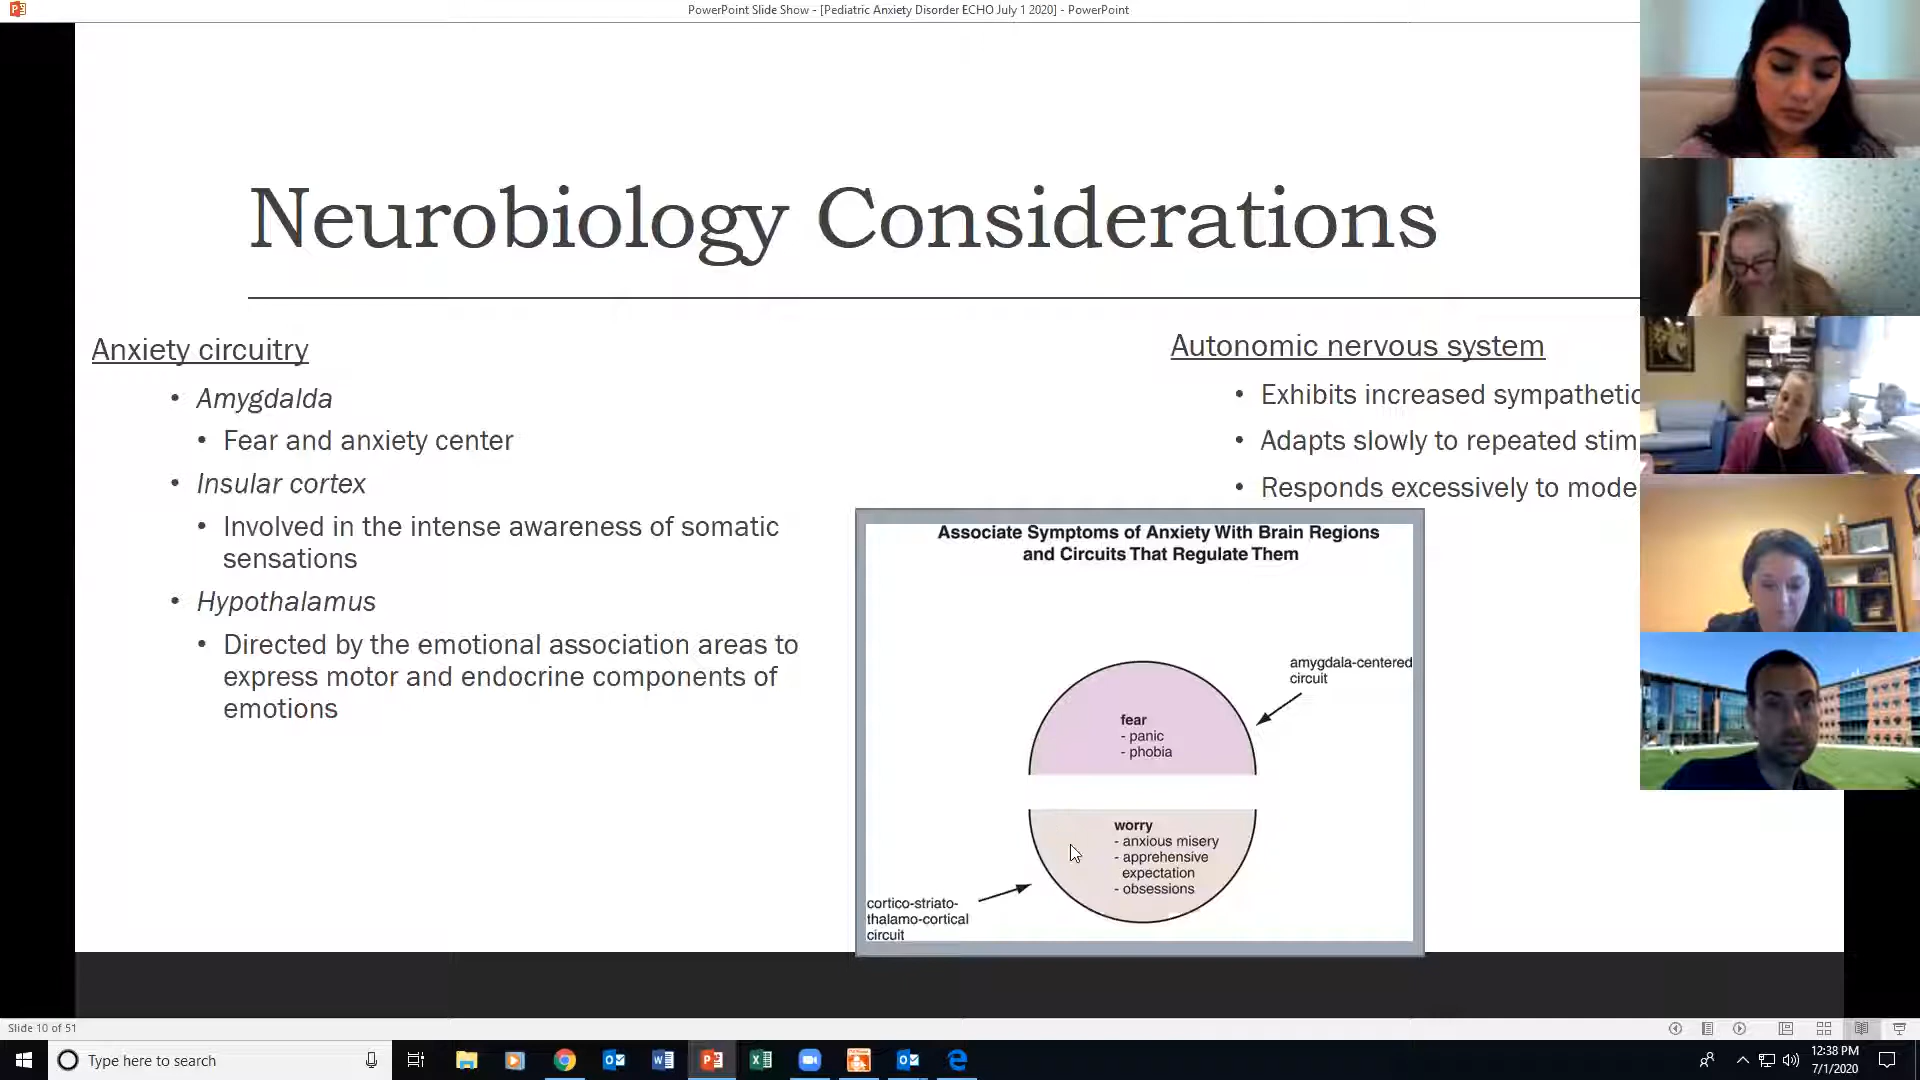 PowerPoint Slide Show - [Pediatric Anxiety Disorder ECHO July 1 2020] - PowerPoint
Neurobiology Considerations
Anxiety circuitry
• Amygdalda
• Fear and anxiety center
• Insular cortex
• Involved in the intense awareness of somatic
sensations
• Hypothalamus
• Directed by the emotional association areas to
express motor and endocrine components of
emotions
Autonomic nervous system
• Exhibits increased sympathetic
• Adapts slowly to repeated stim
• Responds excessively to mode
Associate Symptoms of Anxiety With Brain Regions
and Circuits That Regulate Them
amygdala-centered
circuit
fear
- panic
- phobia
worry
- anxious misery
- apprehensive
expectation
- obsessions
cortico-striato-
thalamo-cortical
circuit
Slide 10 of 51
Type here to search
12:38 PM
7/1/2020